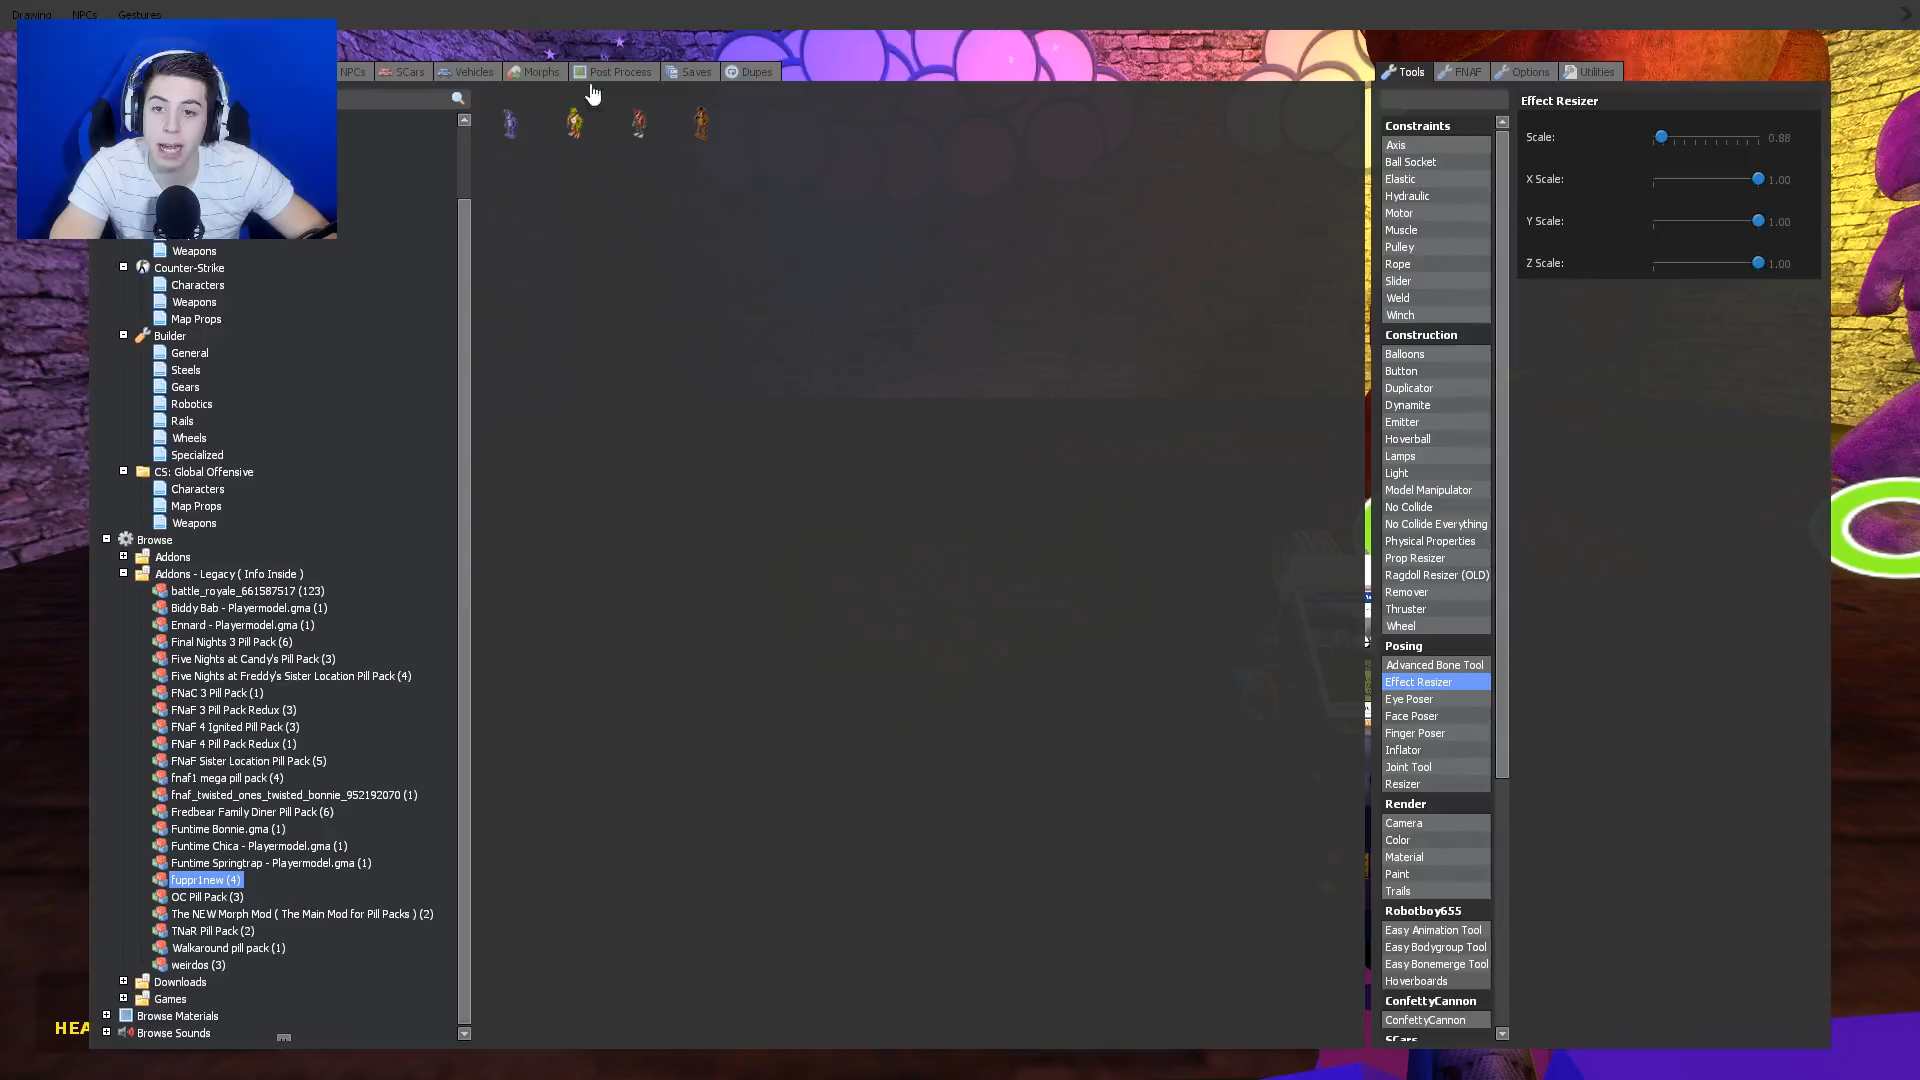 Drawing NPCs Gestures
NPCs SCars Vehicles Morphs Post Process Saves Dupes
Weapons
Counter-Strike
Characters
Weapons
Map Props
Builder
General
Steels
Gears
Robotics
Rails
Wheels
Specialized
CS: Global Offensive
Characters
Map Props
Weapons
Browse
Addons
Addons - Legacy ( Info Inside )
battle_royale_661587517 (123)
Biddy Bab - Playermodel.gma (1)
Ennard - Playermodel.gma (1)
Final Nights 3 Pill Pack (6)
Five Nights at Candy's Pill Pack (3)
Five Nights at Freddy's Sister Location Pill Pack (4)
FNaC 3 Pill Pack (1)
FNaF 3 Pill Pack Redux (3)
FNaF 4 Ignited Pill Pack (3)
FNaF 4 Pill Pack Redux (1)
FNaF Sister Location Pill Pack (5)
fnaf1 mega pill pack (4)
fnaf_twisted_ones_twisted_bonnie_952192070 (1)
Fredbear Family Diner Pill Pack (6)
Funtime Bonnie.gma (1)
Funtime Chica - Playermodel.gma (1)
Funtime Springtrap - Playermodel.gma (1)
fuppr1new (4)
OC Pill Pack (3)
The NEW Morph Mod ( The Main Mod for Pill Packs ) (2)
TNaR Pill Pack (2)
Walkaround pill pack (1)
weirdos (3)
Downloads
Games
Browse Materials
Browse Sounds
HEA
Tools FNAF Options Utilities
Constraints
Axis
Ball Socket
Elastic
Hydraulic
Motor
Muscle
Pulley
Rope
Slider
Weld
Winch
Construction
Balloons
Button
Duplicator
Dynamite
Emitter
Hoverball
Lamps
Light
Model Manipulator
No Collide
No Collide Everything
Physical Properties
Prop Resizer
Ragdoll Resizer (OLD)
Remover
Thruster
Wheel
Posing
Advanced Bone Tool
Effect Resizer
Eye Poser
Face Poser
Finger Poser
Inflator
Joint Tool
Resizer
Render
Camera
Color
Material
Paint
Trails
Robotboy655
Easy Animation Tool
Easy Bodygroup Tool
Easy Bonemerge Tool
Hoverboards
ConfettyCannon
ConfettyCannon
SCars
Effect Resizer
Scale: 0.88
X Scale: 1.00
Y Scale: 1.00
Z Scale: 1.00